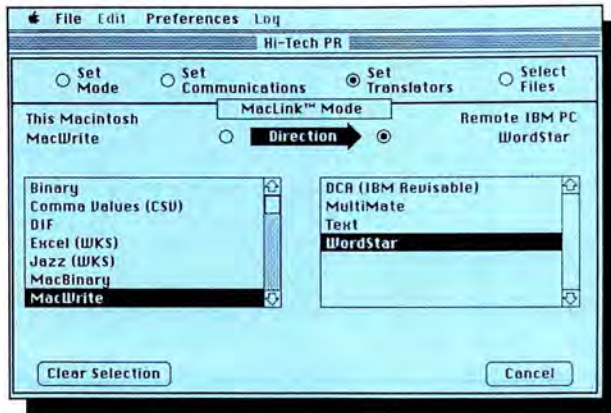 File Edit Preferences Log
Hi-Tech PR
Set Mode Set Communications Set Translators Select Files
MacLink™ Mode
This Macintosh Remote IBM PC
MacWrite Direction WordStar
Binary
Comma Values (CSV)
DIF
Excel (WKS)
Jazz (WKS)
MacBinary
MacWrite
DCA (IBM Revisable)
MultiMate
Text
WordStar
Clear Selection Cancel